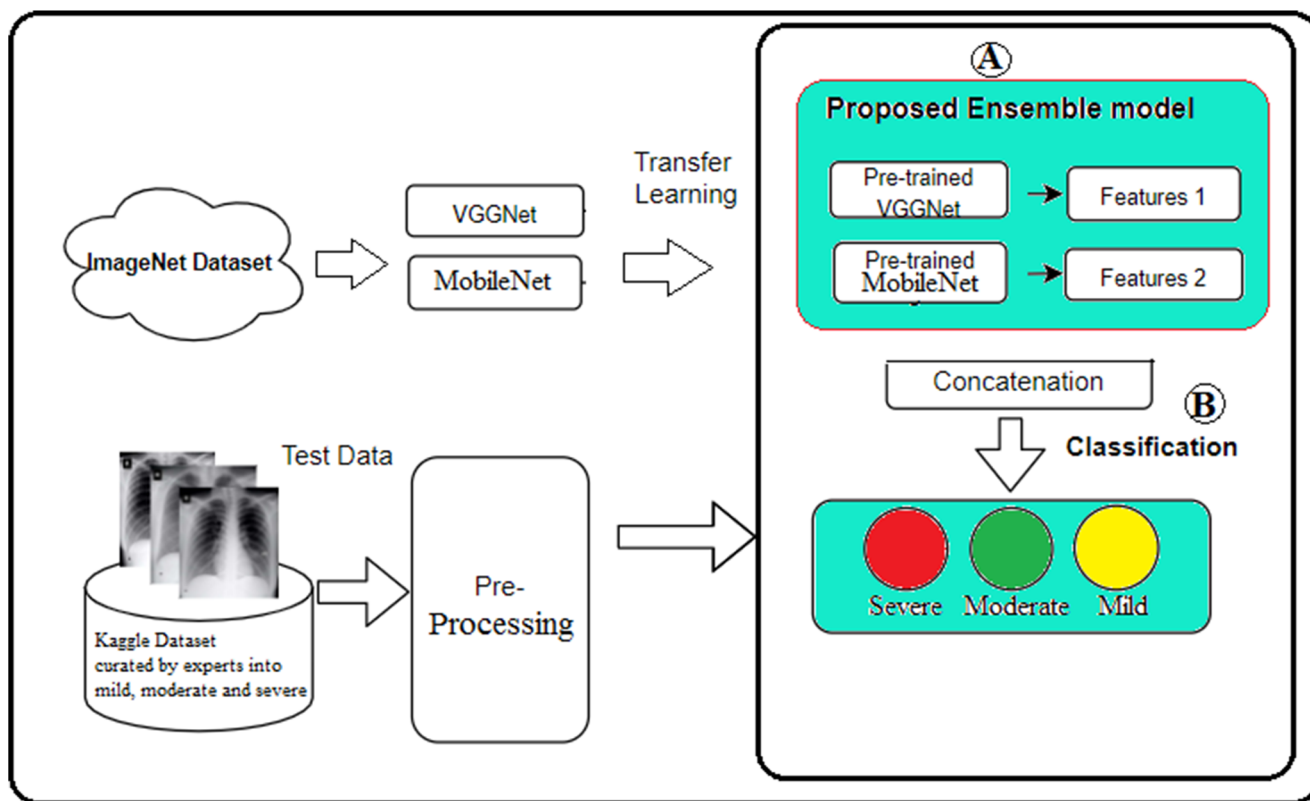 A
Proposed Ensemble model
Transfer
Learning
VGGNet
MobileNet
ImageNet Dataset
Pre-trained
VGGNet
Features 1
Pre-trained
MobileNet
Features 2
Concatenation
B
Classification
Test Data
Pre-
Processing
Kaggle Dataset
curated by experts into
mild, moderate and severe
Severe
Moderate
Mild